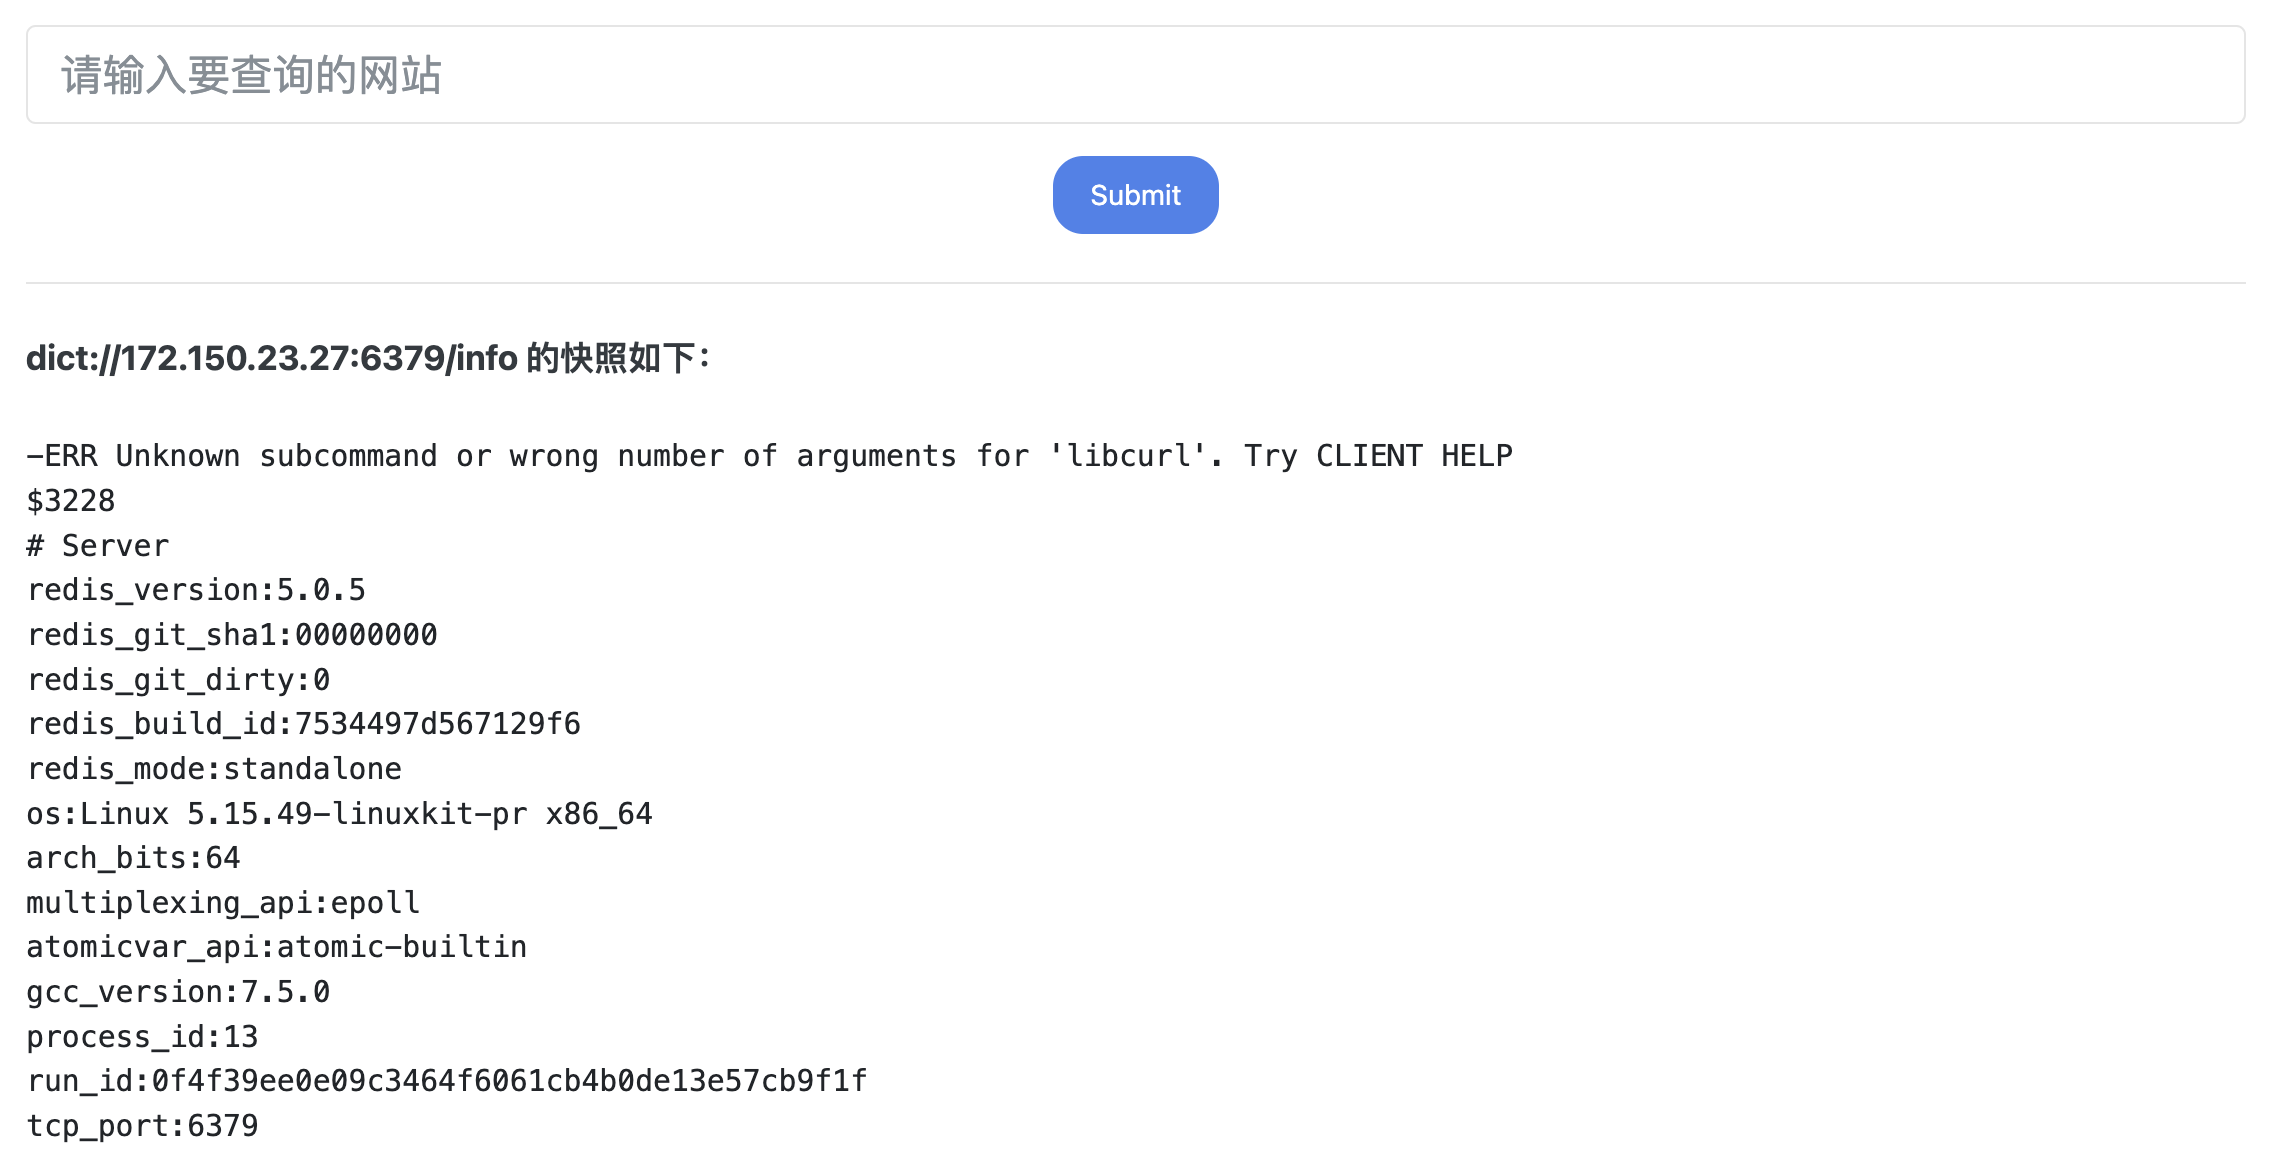 请输入要查询的网站
Submit
dict://172.150.23.27:6379/info 的快照如下：
-ERR Unknown subcommand or wrong number of arguments for 'libcurl'. Try CLIENT HELP
$3228
# Server
redis_version:5.0.5
redis_git_sha1:00000000
redis_git_dirty:0
redis_build_id:7534497d567129f6
redis_mode:standalone
os:Linux 5.15.49-linuxkit-pr x86_64
arch_bits:64
multiplexing_api:epoll
atomicvar_api:atomic-builtin
gcc_version:7.5.0
process_id:13
run_id:0f4f39ee0e09c3464f6061cb4b0de13e57cb9f1f
tcp_port:6379